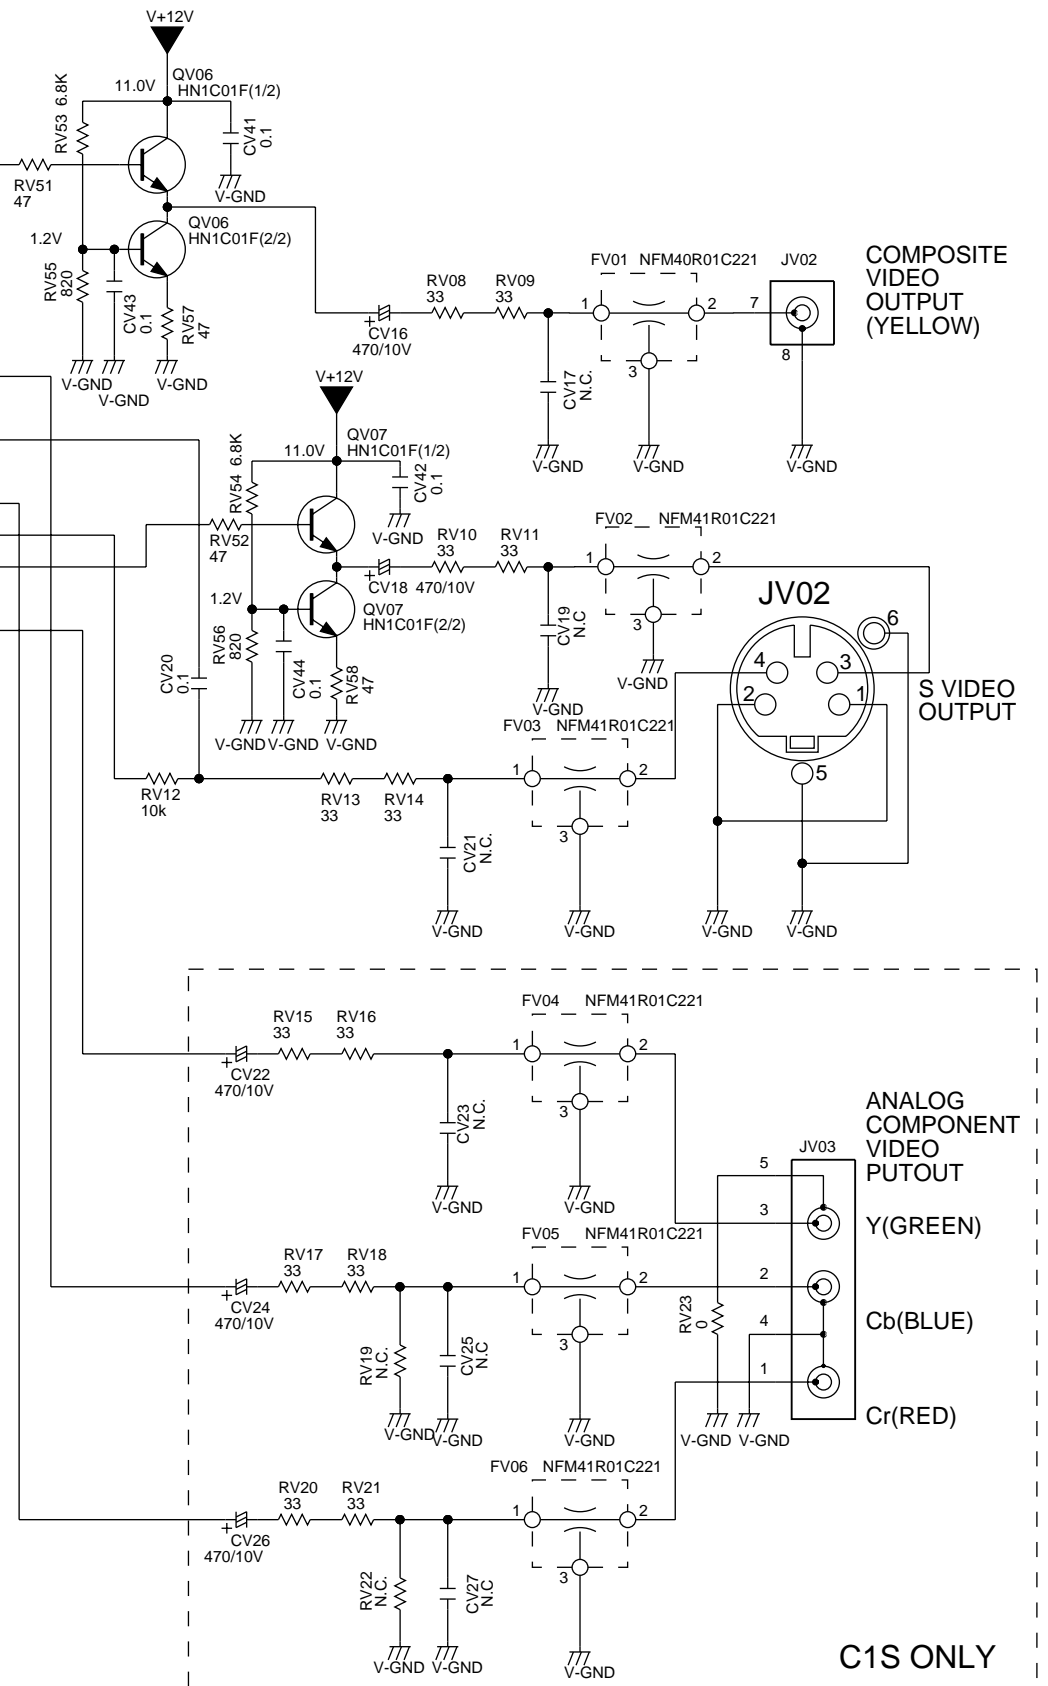 V+12V
11.0V
QV06
HN1C01F(1/2)
RV53 6.8K
CV41
0.1
V-GND
RV51
47
QV06
HN1C01F(2/2)
1.2V
RV55
820
CV43
0.1
RV57
47
V-GND
V-GND
V-GND
CV16
470/10V
RV08
33
RV09
33
FV01 NFM40R01C221
1
2
3
CV17
N.C.
V-GND
V-GND
JV02
7
8
V-GND
COMPOSITE
VIDEO
OUTPUT
(YELLOW)
V+12V
11.0V
QV07
HN1C01F(1/2)
RV54 6.8K
CV42
0.1
V-GND
RV52
47
QV07
HN1C01F(2/2)
1.2V
RV56
820
CV44
0.1
RV58
47
V-GND
V-GND
V-GND
CV18
470/10V
RV10
33
RV11
33
FV02 NFM41R01C221
1
2
3
CV19
N.C
V-GND
V-GND
JV02
6
4
3
2
1
5
S VIDEO
OUTPUT
V-GND
V-GND
CV20
0.1
RV12
10k
RV13
33
RV14
33
FV03 NFM41R01C221
1
2
3
CV21
N.C.
V-GND
V-GND
CV22
470/10V
RV15
33
RV16
33
FV04 NFM41R01C221
1
2
3
CV23
N.C.
V-GND
V-GND
ANALOG
COMPONENT
VIDEO
PUTOUT
JV03
5
3
2
4
1
Y(GREEN)
Cb(BLUE)
Cr(RED)
RV23
0
V-GND
V-GND
CV24
470/10V
RV17
33
RV18
33
FV05 NFM41R01C221
1
2
3
RV19
N.C.
CV25
N.C
V-GND
V-GND
V-GND
CV26
470/10V
RV20
33
RV21
33
FV06 NFM41R01C221
1
2
3
RV22
N.C.
CV27
N.C
V-GND
V-GND
V-GND
C1S ONLY